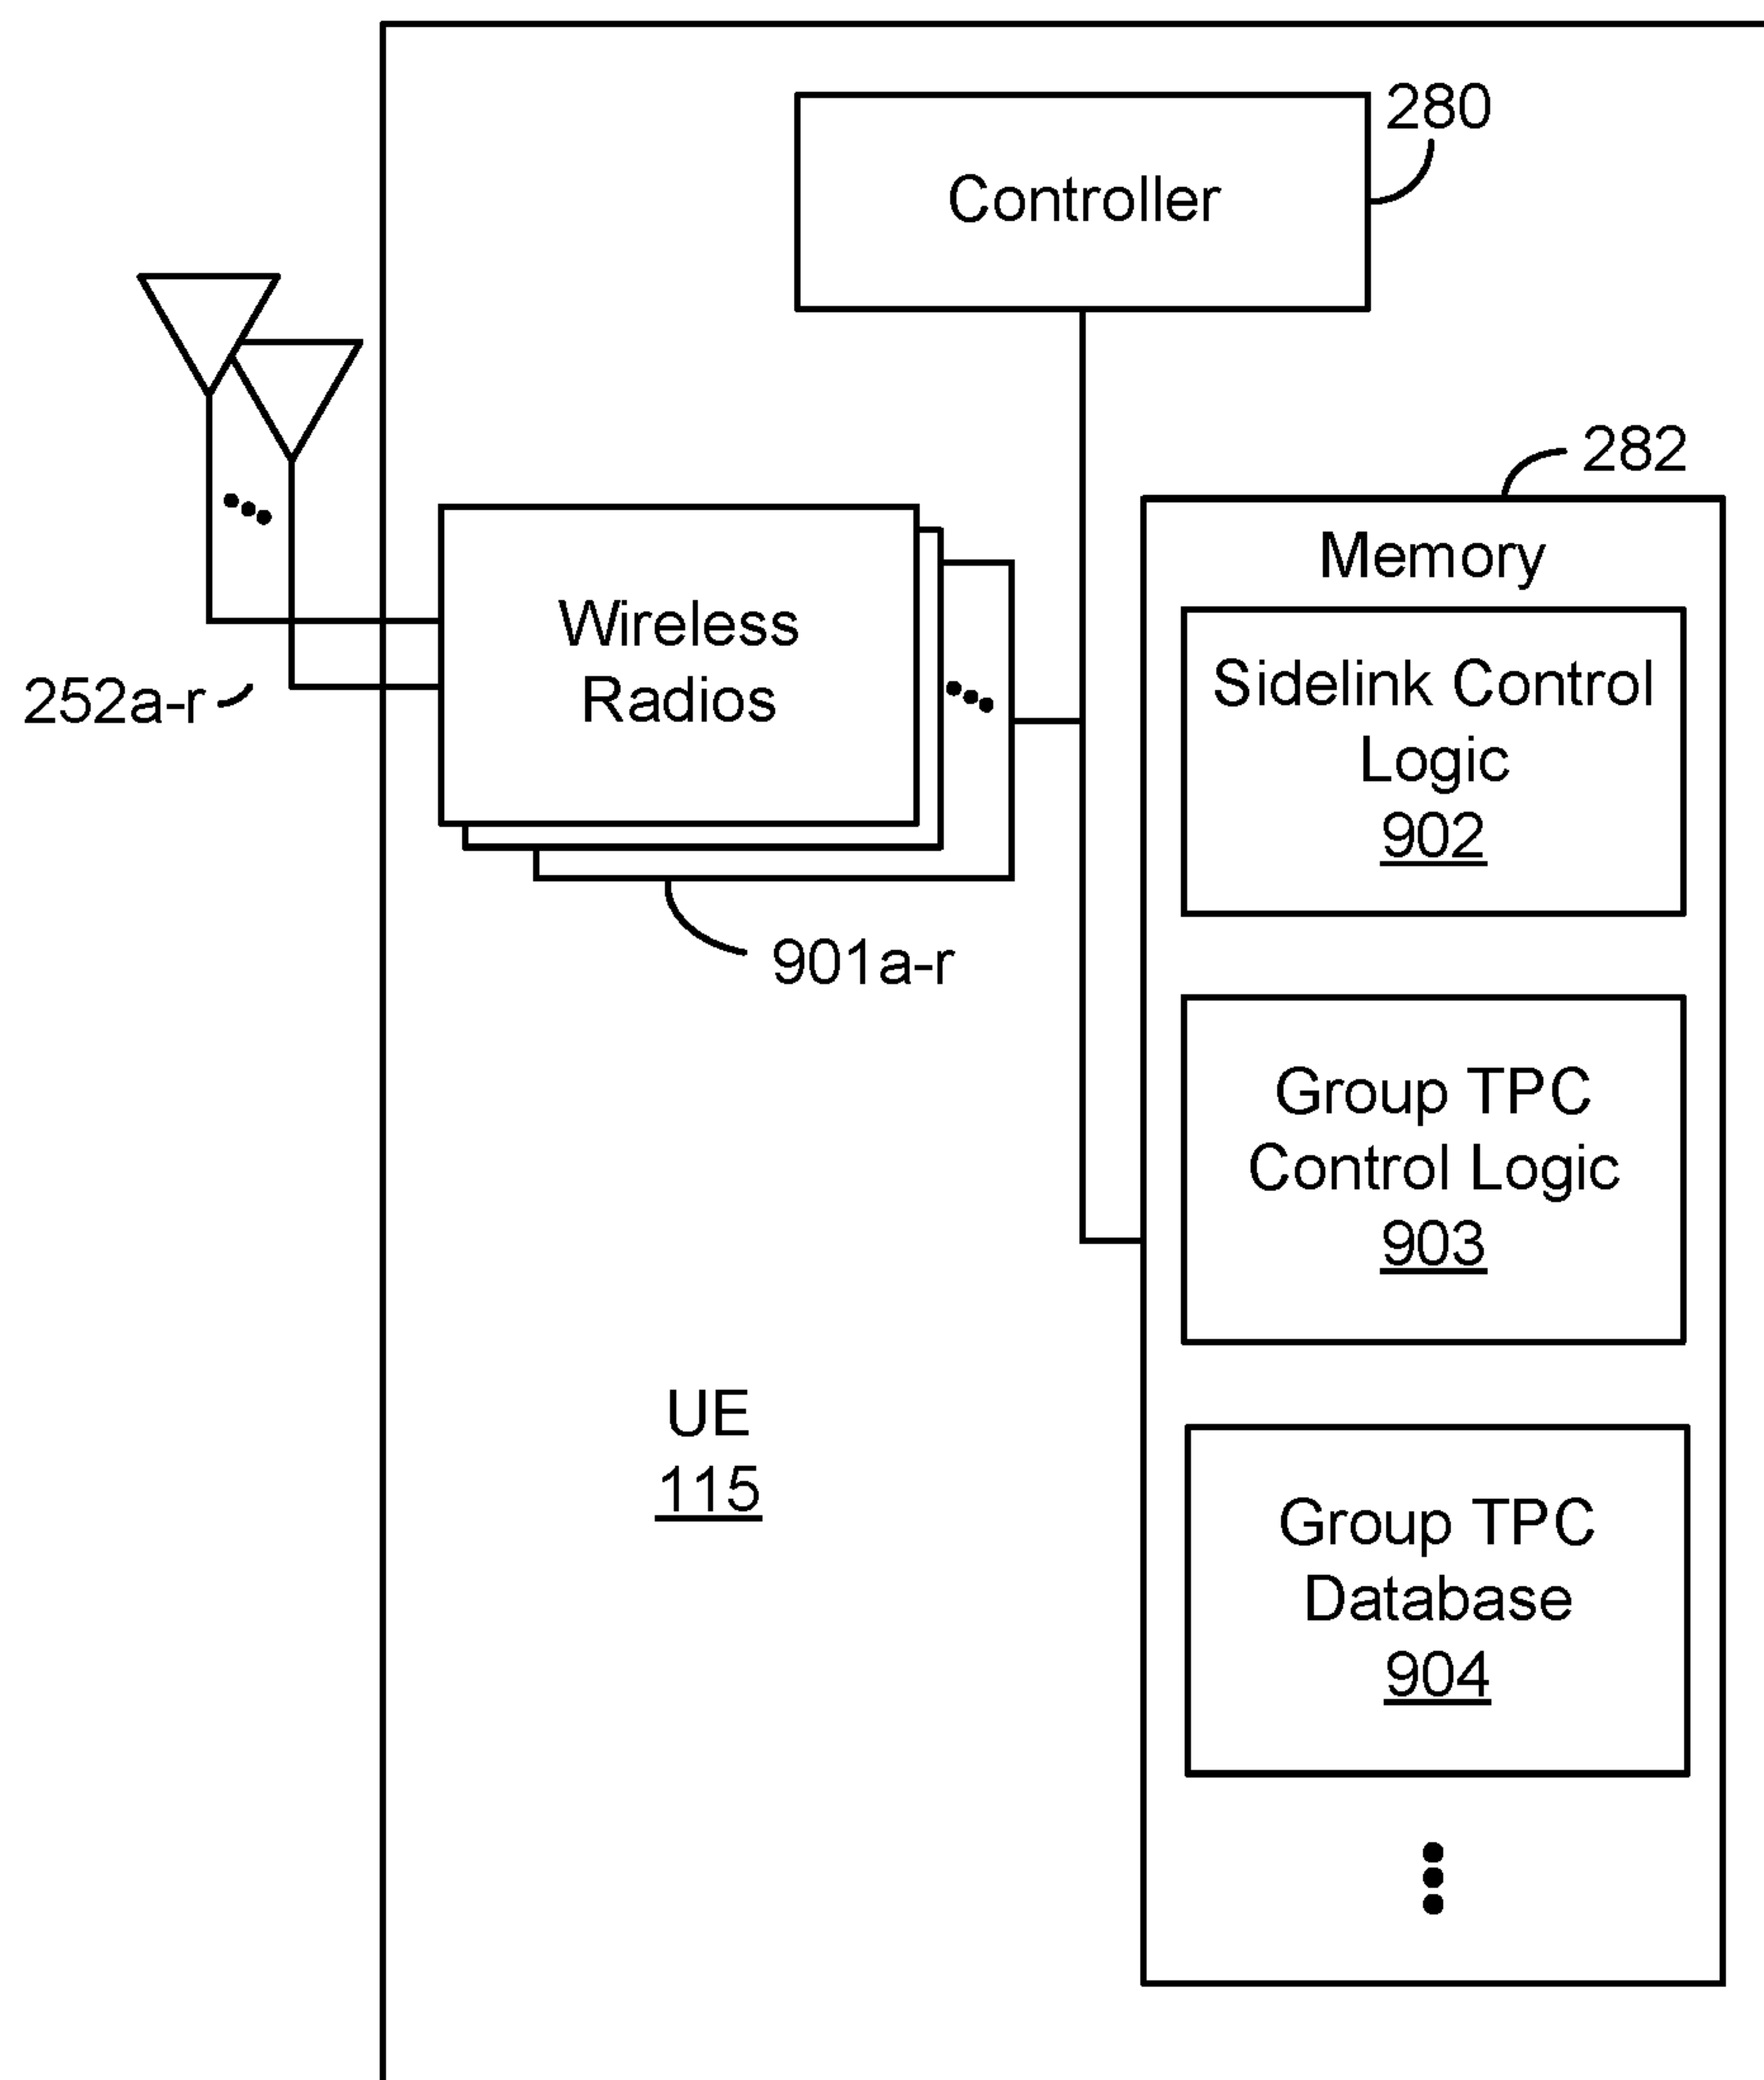 280
Controller
282
Memory
Wireless
Radios
Sidelink Control
Logic
902
252a-r
901a-r
Group TPC
Control Logic
903
UE
115
Group TPC
Database
904